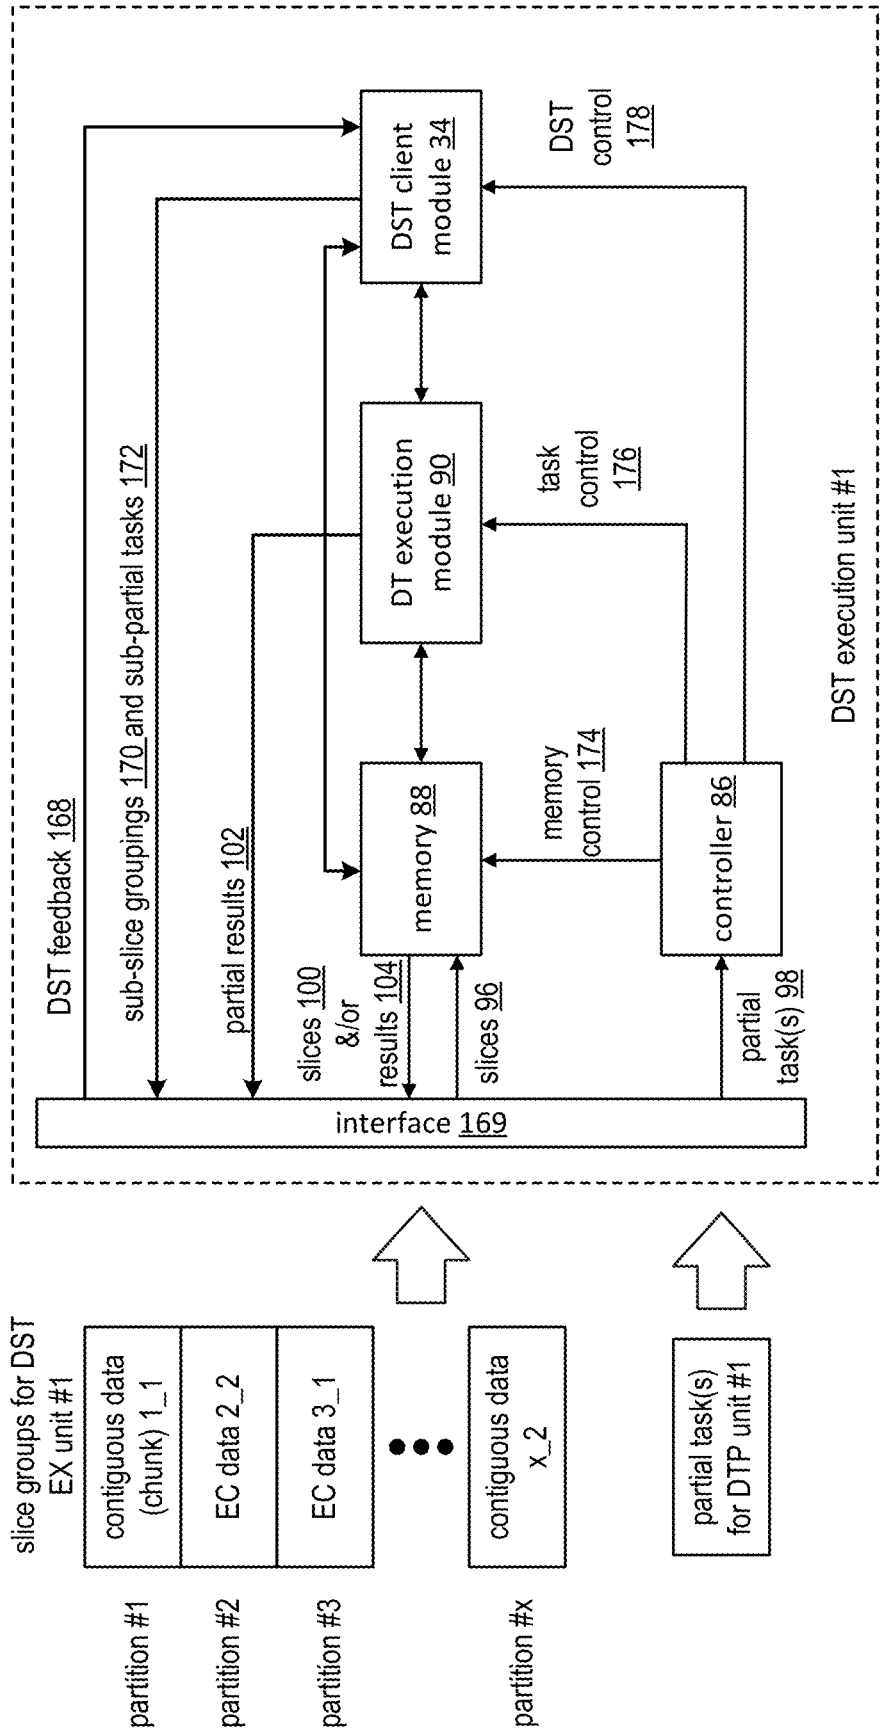 slice groups for DST
EX unit #1
partition #1
contiguous data
(chunk) 1_1
partition #2
EC data 2_2
partition #3
EC data 3_1
partition #x
contiguous data
x_2
partial task(s)
for DTP unit #1
interface 169
DST feedback 168
sub-slice groupings 170 and sub-partial tasks 172
partial results 102
slices 100
&/or
results 104
slices 96
partial
task(s) 98
memory 88
DT execution
module 90
DST client
module 34
memory
control 174
task
control
176
DST
control
178
controller 86
DST execution unit #1